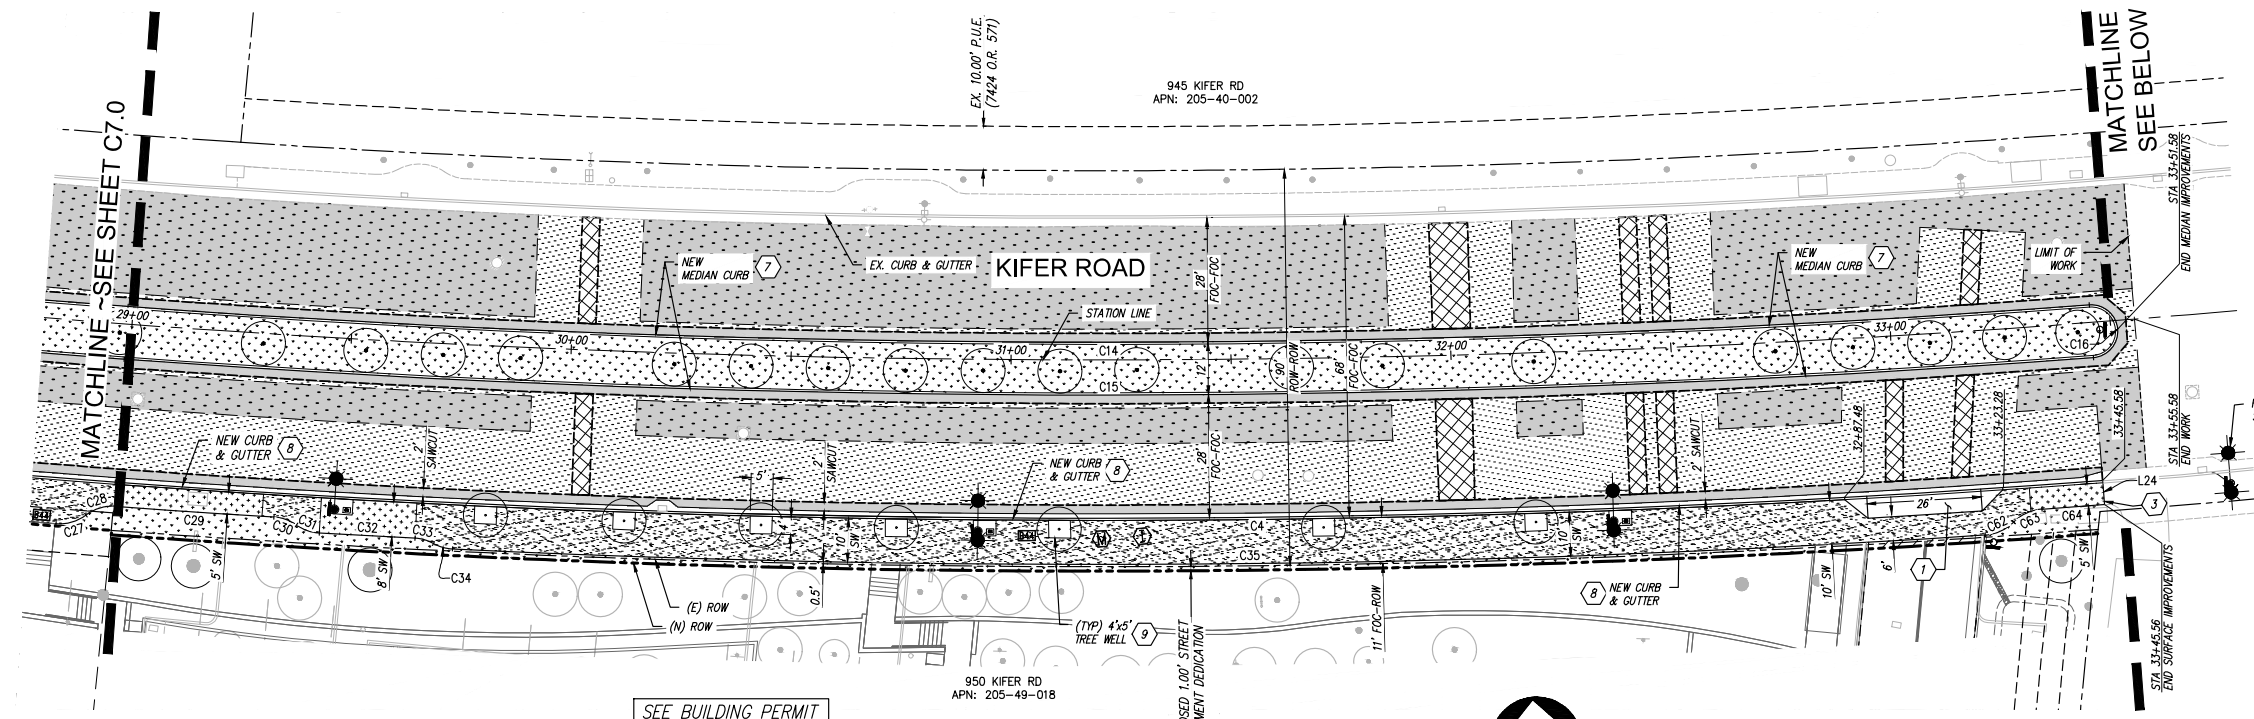 EX. 10.00' P.U.E.
(7424 O.R. 571)
945 KIFER RD
APN: 205-40-002
MATCHLINE
SEE BELOW
MATCHLINE ~SEE SHEET C7.0
STA 33+51.58
END MEDIAN IMPROVEMENTS
NEW
MEDIAN CURB
7
EX. CURB & GUTTER
KIFER ROAD
28'
FOC-FOC
NEW
MEDIAN CURB
7
LIMIT OF
WORK
STATION LINE
29+00
30+00
31+00
32+00
33+00
C14
C15
C16
12'
90'
ROW-ROW
68'
FOC-FOC
28'
FOC-FOC
NEW CURB
& GUTTER
8
2'
SAWCUT
2'
SAWCUT
5'
NEW CURB
& GUTTER
8
2' SAWCUT
32+87.48
33+23.28
33+45.58
STA 33+55.58
END WORK
L24
3
26'
C27
C28
C29
C30
C31
C32
C33
C34
C4
C35
C62
C63
C64
5' SW
8' SW
10'
SW
10'
SW
0.5'
10' SW
6'
5' SW
1
(E) ROW
(N) ROW
(TYP) 4'x5'
TREE WELL
9
11' FOC-ROW
8
NEW CURB
& GUTTER
STA 33+45.56
END SURFACE IMPROVEMENTS
950 KIFER RD
APN: 205-49-018
1.00' STREET
DEDICATION
SEE BUILDING PERMIT